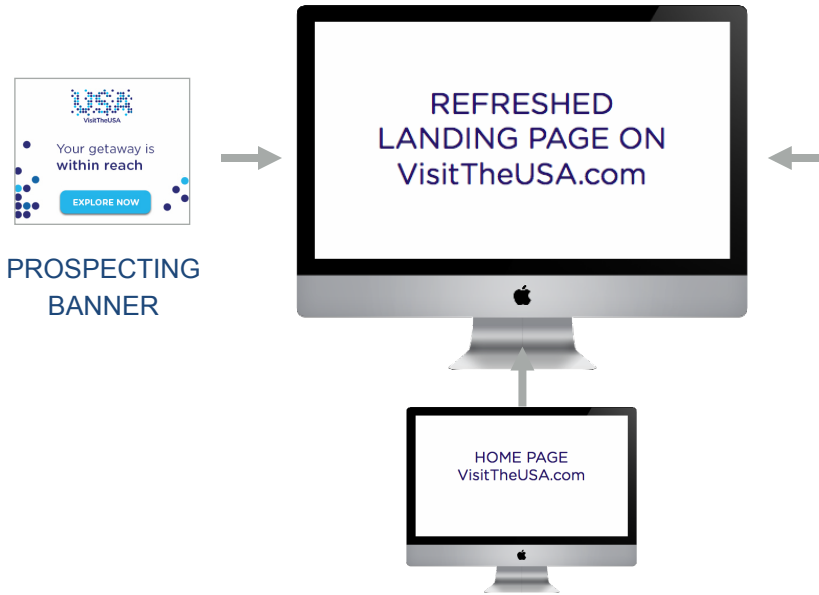 USA
VisitTheUSA
Your getaway is
within reach
EXPLORE NOW
PROSPECTING
BANNER
REFRESHED
LANDING PAGE ON
VisitTheUSA.com
HOME PAGE
VisitTheUSA.com